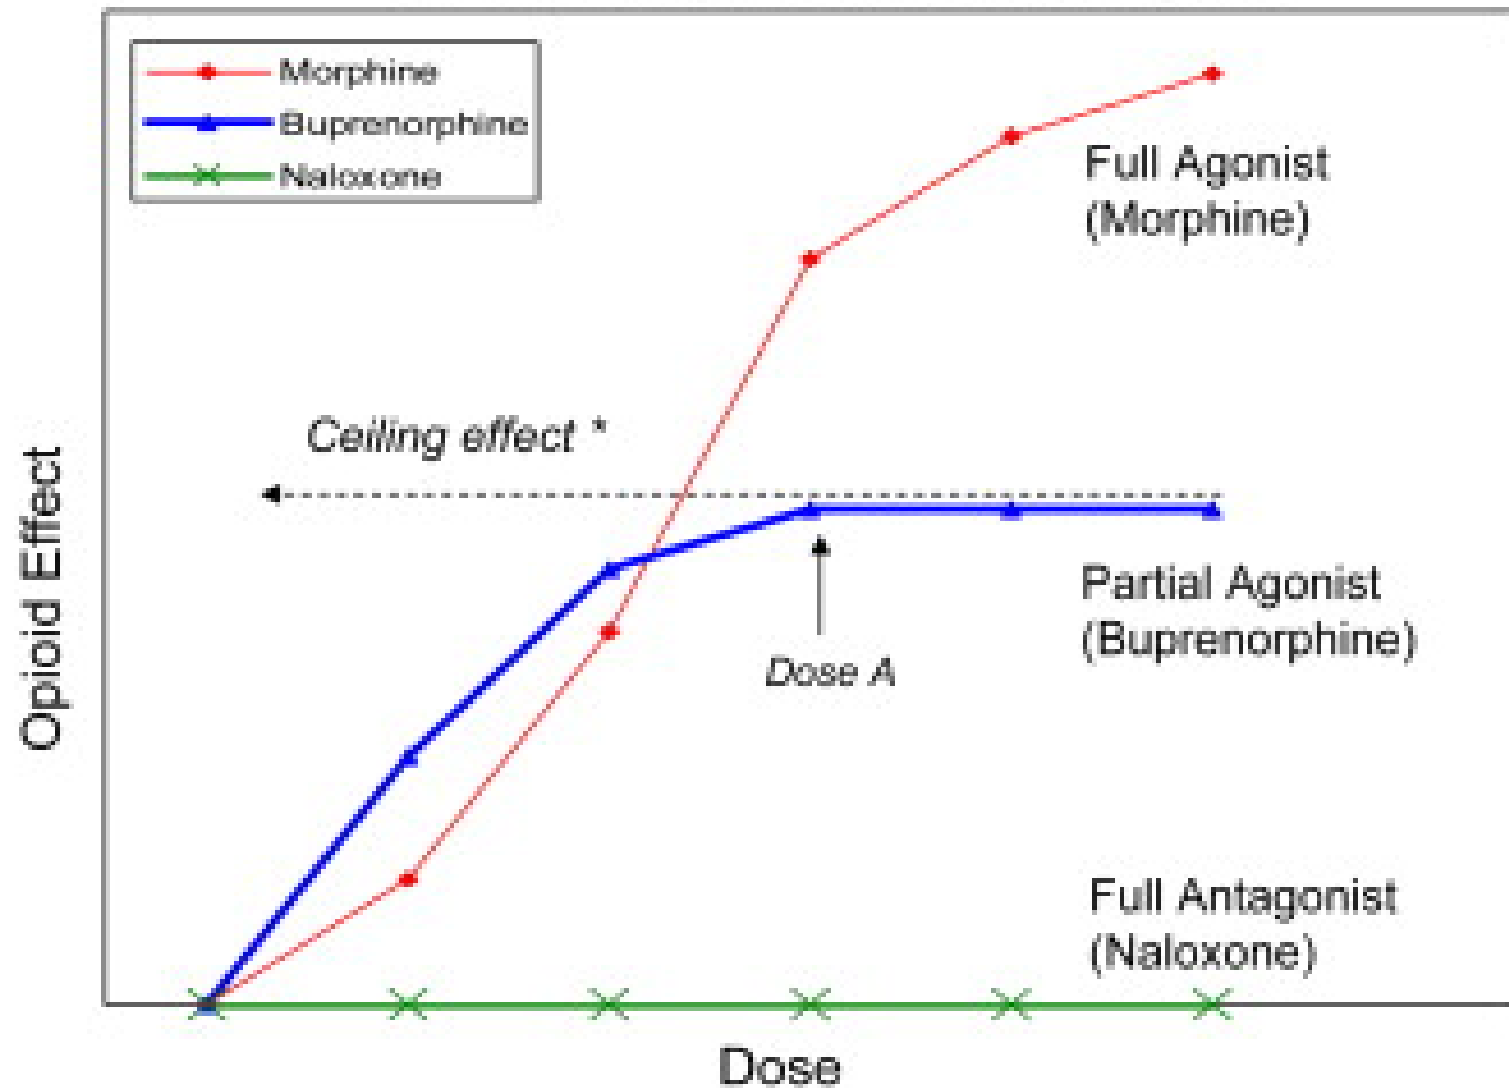 Morphine
Buprenorphine
Naloxone
Full Agonist
(Morphine)
Ceiling effect *
Opioid Effect
Partial Agonist
(Buprenorphine)
Dose A
Full Antagonist
(Naloxone)
Dose